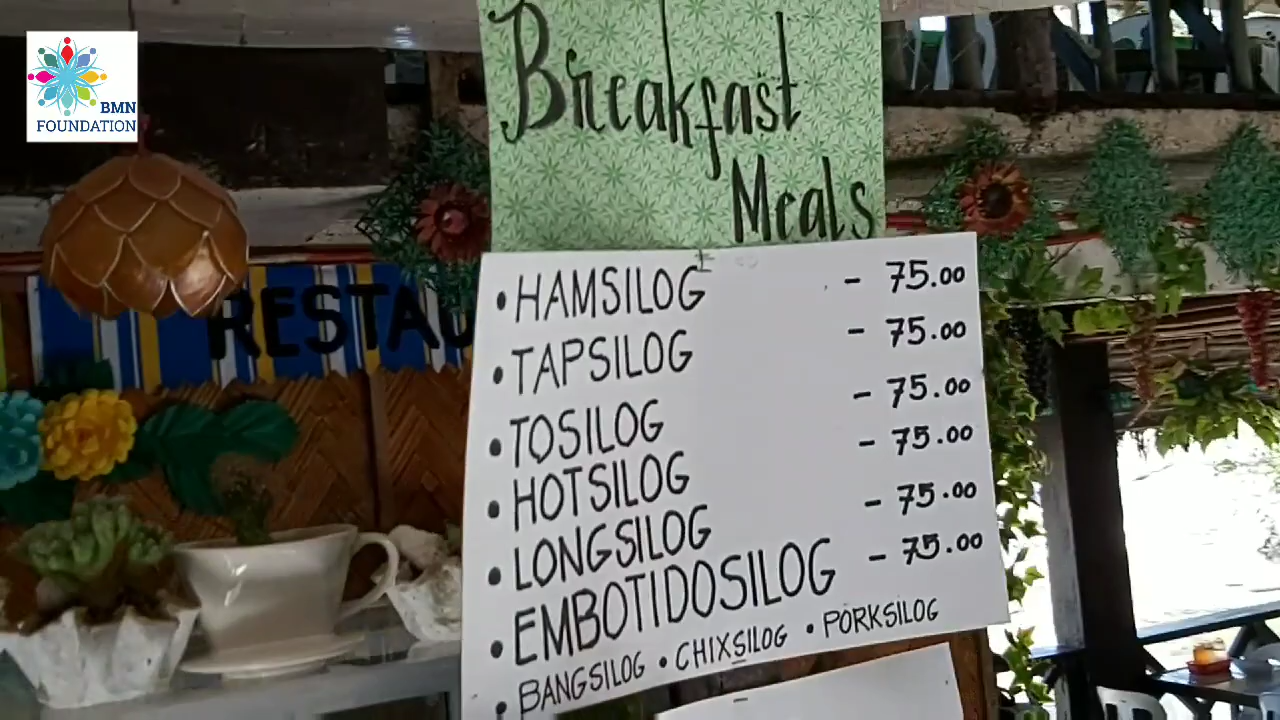 BMN
FOUNDATION
Breakfast
Meals
RESTAU
• HAMSILOG - 75.00
• TAPSILOG - 75.00
• TOSILOG - 75.00
• HOTSILOG - 75.00
• LONGSILOG - 75.00
• EMBOTIDOSILOG - 75.00
• BANGSILOG • CHIXSILOG • PORKSILOG